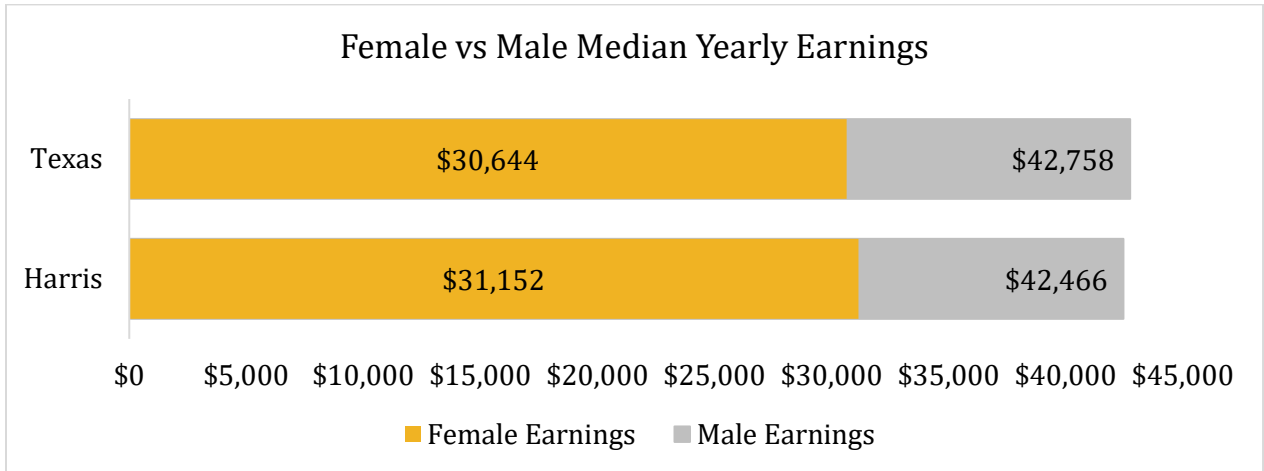 Female vs Male Median Yearly Earnings
Texas $30,644 $42,758
Harris $31,152 $42,466
$0 $5,000 $10,000 $15,000 $20,000 $25,000 $30,000 $35,000 $40,000 $45,000
Female Earnings Male Earnings